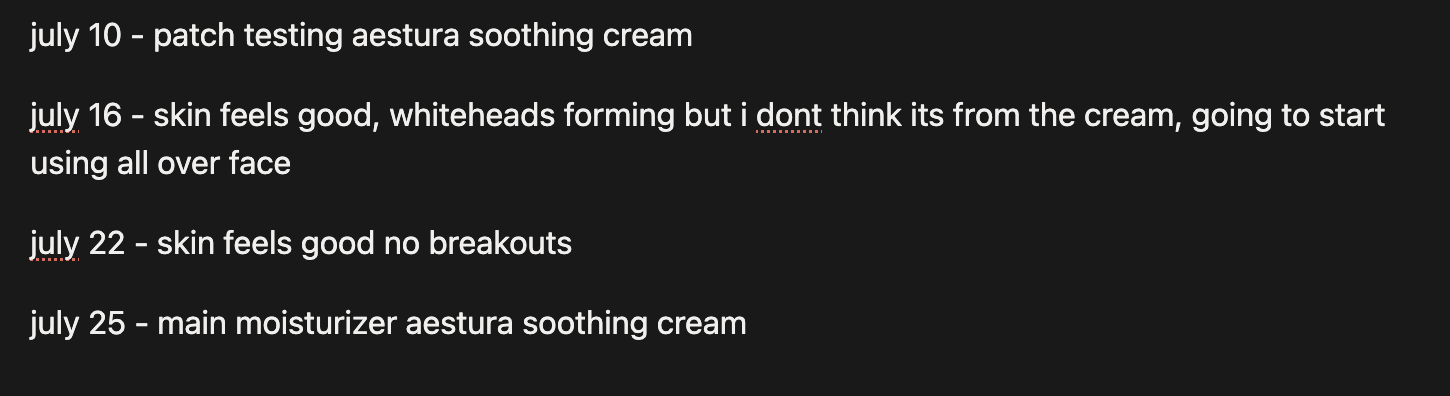 july 10 - patch testing aestura soothing cream
july 16 - skin feels good, whiteheads forming but i dont think its from the cream, going to start
using all over face
july 22 - skin feels good no breakouts
july 25 - main moisturizer aestura soothing cream